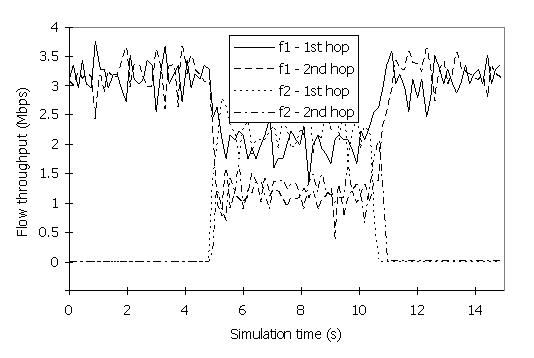 4
3.5
3
2.5
2
1.5
1
0.5
0
Flow throughput (Mbps)
f1 - 1st hop
f1 - 2nd hop
f2 - 1st hop
f2 - 2nd hop
0 2 4 6 8 10 12 14
Simulation time (s)